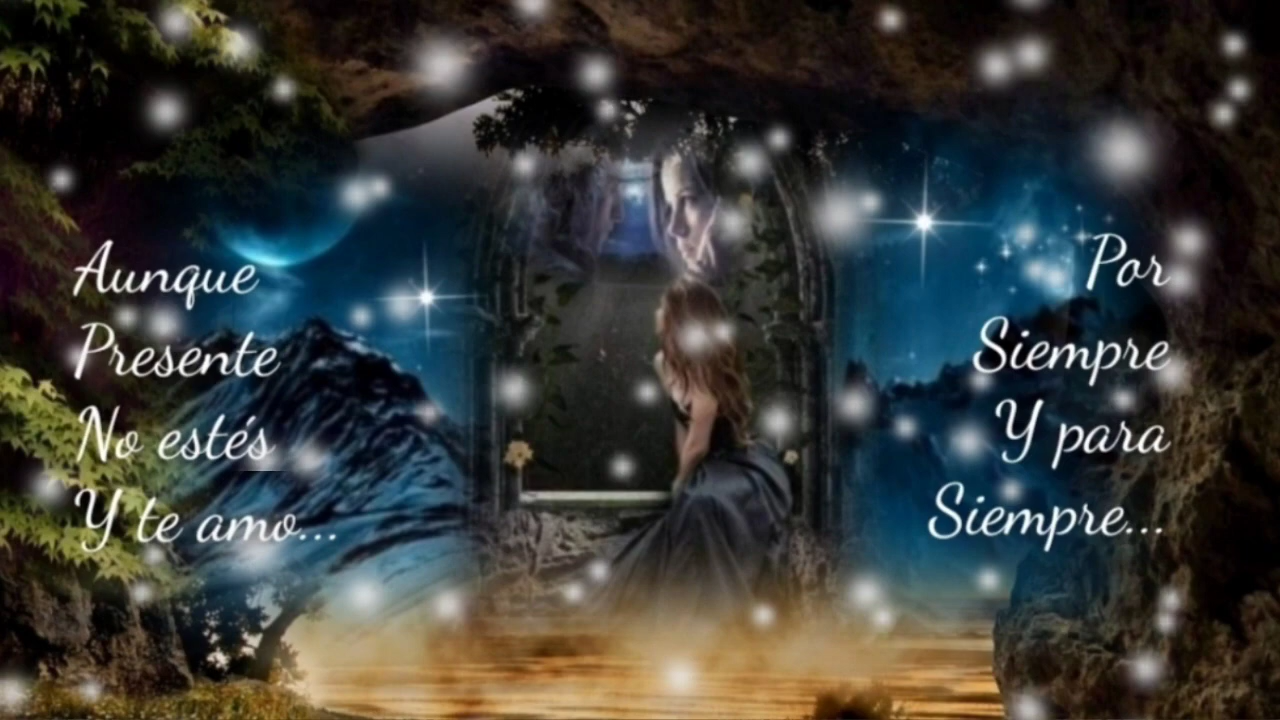 Aunque
Presente
No estés
Y te amo...
Por
Siempre
Y para
Siempre...